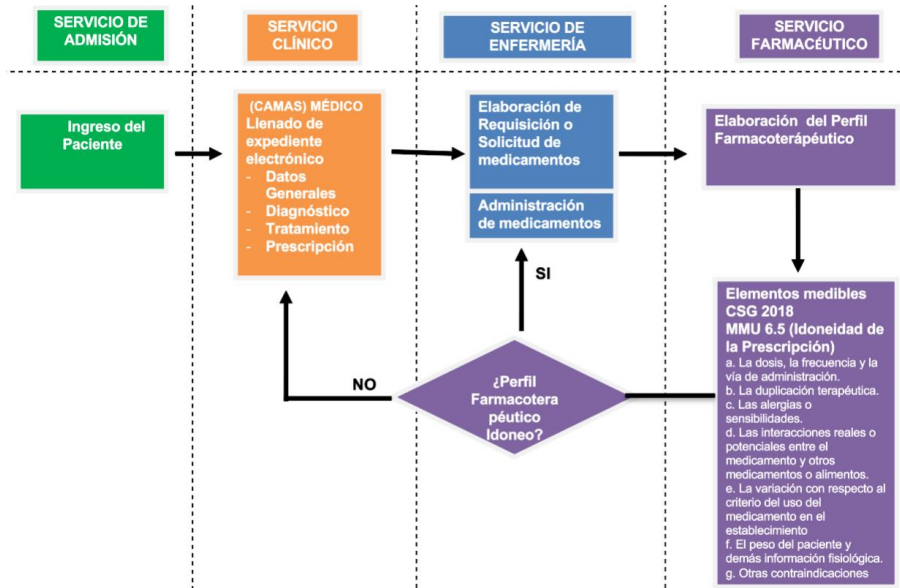 SERVICIO DE
ADMISIÓN
SERVICIO
CLÍNICO
SERVICIO DE
ENFERMERÍA
SERVICIO
FARMACÉUTICO
Ingreso del
Paciente
(CAMAS) MÉDICO
Llenado de
expediente
electrónico
- Datos
Generales
- Diagnóstico
- Tratamiento
- Prescripción
Elaboración de
Requisición o
Solicitud de
medicamentos
Administración
de medicamentos
Elaboración del Perfil
Farmacoterápéutico
SI
NO
¿Perfil
Farmacotera
péutico
Idoneo?
Elementos medibles
CSG 2018
MMU 6.5 (Idoneidad de
la Prescripción)
a. La dosis, la frecuencia y la
vía de administración.
b. La duplicación terapéutica.
c. Las alergias o
sensibilidades.
d. Las interacciones reales o
potenciales entre el
medicamento y otros
medicamentos o alimentos.
e. La variación con respecto al
criterio del uso del
medicamento en el
establecimiento
f. El peso del paciente y
demás información fisiológica.
g. Otras contraindicaciones